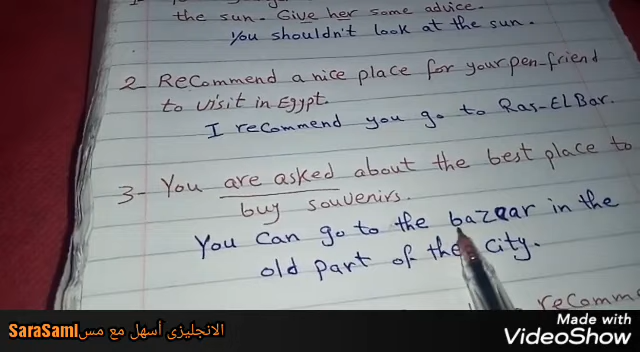 the sun. Give her some advice.
You shouldn't look at the sun.
2 Recommend a nice place for your pen-friend
to visit in Egypt.
I recommend you go to Ras-El Bar.
3- You are asked about the best place to
buy souvenirs.
You can go to the bazaar in the
old part of the city.
recomme
الانجليزى أسهل مع مسSaraSamI
Made with
VideoShow